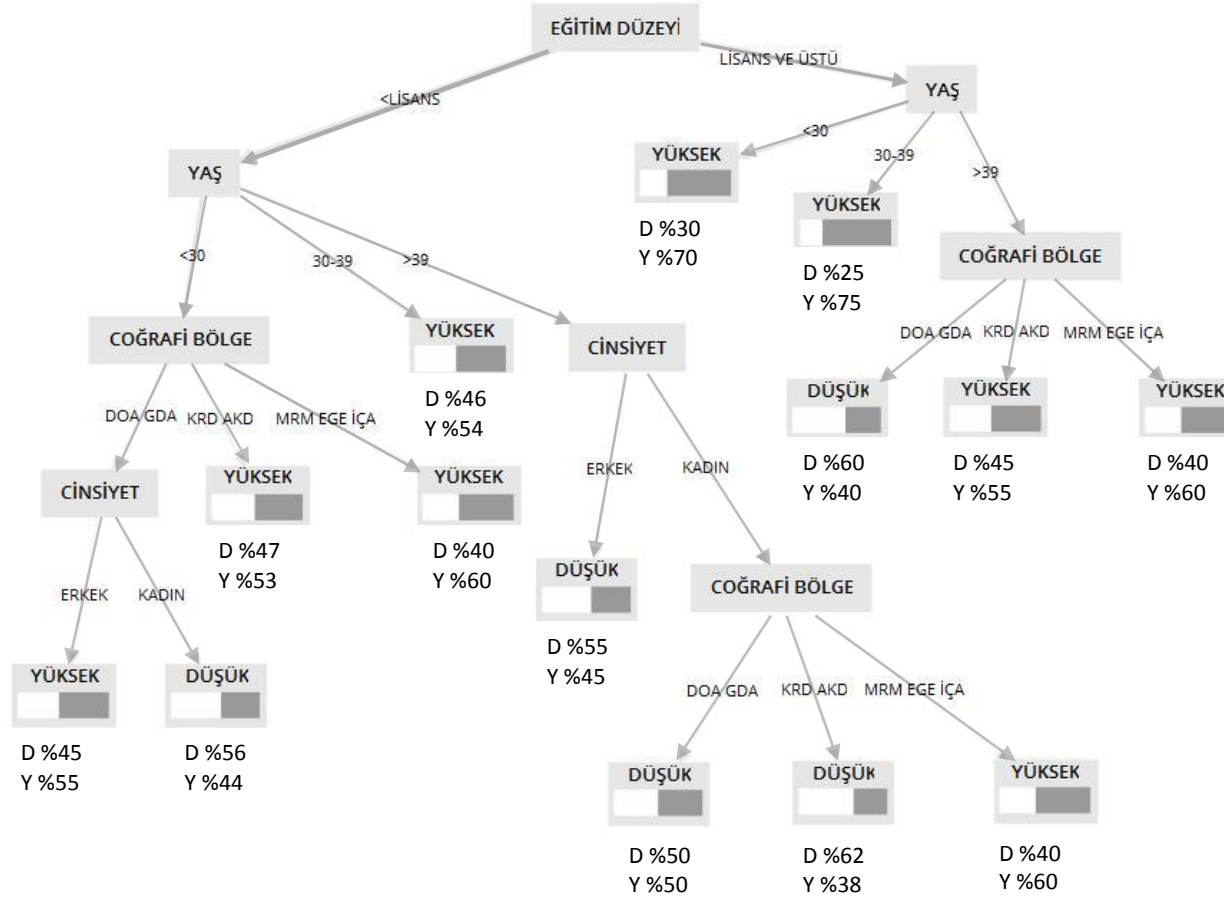 EĞİTİM DÜZEYİ
<LİSANS
LİSANS VE ÜSTÜ
YAŞ
<30
30-39
>39
YÜKSEK
D %30
Y %70
YÜKSEK
D %25
Y %75
COĞRAFİ BÖLGE
DOA GDA
KRD AKD
MRM EGE İÇA
DÜŞÜK
D %60
Y %40
YÜKSEK
D %45
Y %55
YÜKSEK
D %40
Y %60
YAŞ
<30
30-39
>39
COĞRAFİ BÖLGE
YÜKSEK
D %46
Y %54
CİNSİYET
DOA GDA
KRD AKD
MRM EGE İÇA
CİNSİYET
YÜKSEK
D %47
Y %53
YÜKSEK
D %40
Y %60
ERKEK
KADIN
YÜKSEK
D %45
Y %55
DÜŞÜK
D %56
Y %44
ERKEK
KADIN
DÜŞÜK
D %55
Y %45
COĞRAFİ BÖLGE
DOA GDA
KRD AKD
MRM EGE İÇA
DÜŞÜK
D %50
Y %50
DÜŞÜK
D %62
Y %38
YÜKSEK
D %40
Y %60